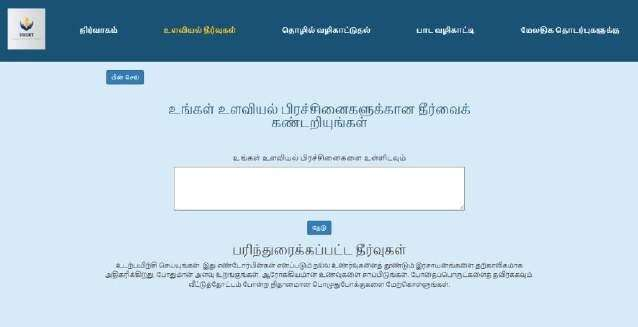 நிர்வாகம்
உளவியல் தீர்வுகள்
தொழில் வழிகாட்டுதல்
பாட வழிகாட்டி
மேலதிக தொடர்புகளுக்கு
பின் செல்
உங்கள் உளவியல் பிரச்சினைகளுக்கான தீர்வைக்
கண்டறியுங்கள்
உங்கள் உளவியல் பிரச்சினைகளை உள்ளிடவும்
தேடு
பரிந்துரைக்கப்பட்ட தீர்வுகள்
உடற்பயிற்சி செய்யுங்கள். இது எண்டோர்பின்கள் எனப்படும் நல்ல உணர்வுகளைத் தூண்டும் இரசாயனங்களை தற்காலிகமாக
அதிகரிக்கிறது. போதுமான அளவு உறங்குங்கள். ஆரோக்கியமான உணவுகளை சாப்பிடுங்கள். போதைப்பொருட்களைத் தவிர்க்கவும்.
வீட்டுத்தோட்டம் போன்ற நிதானமான பொழுதுபோக்குகளை மேற்கொள்ளுங்கள்.